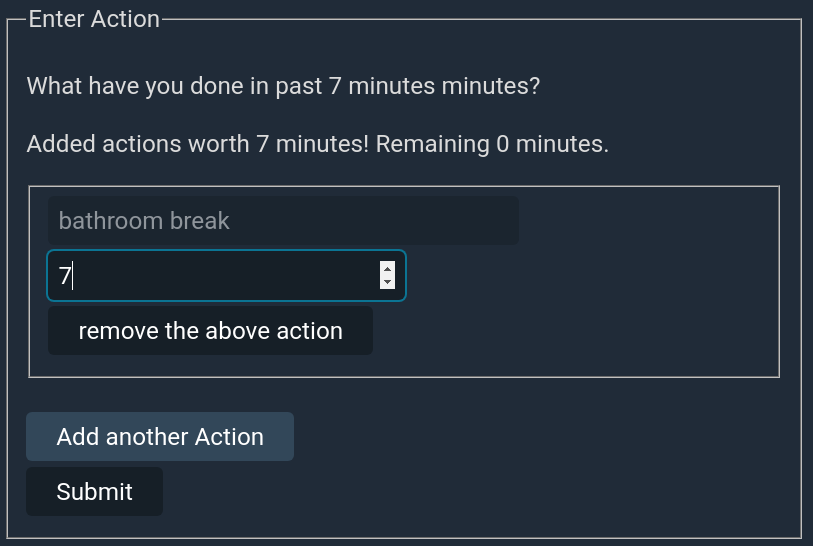 Enter Action
What have you done in past 7 minutes minutes?
Added actions worth 7 minutes! Remaining 0 minutes.
bathroom break
7
remove the above action
Add another Action
Submit